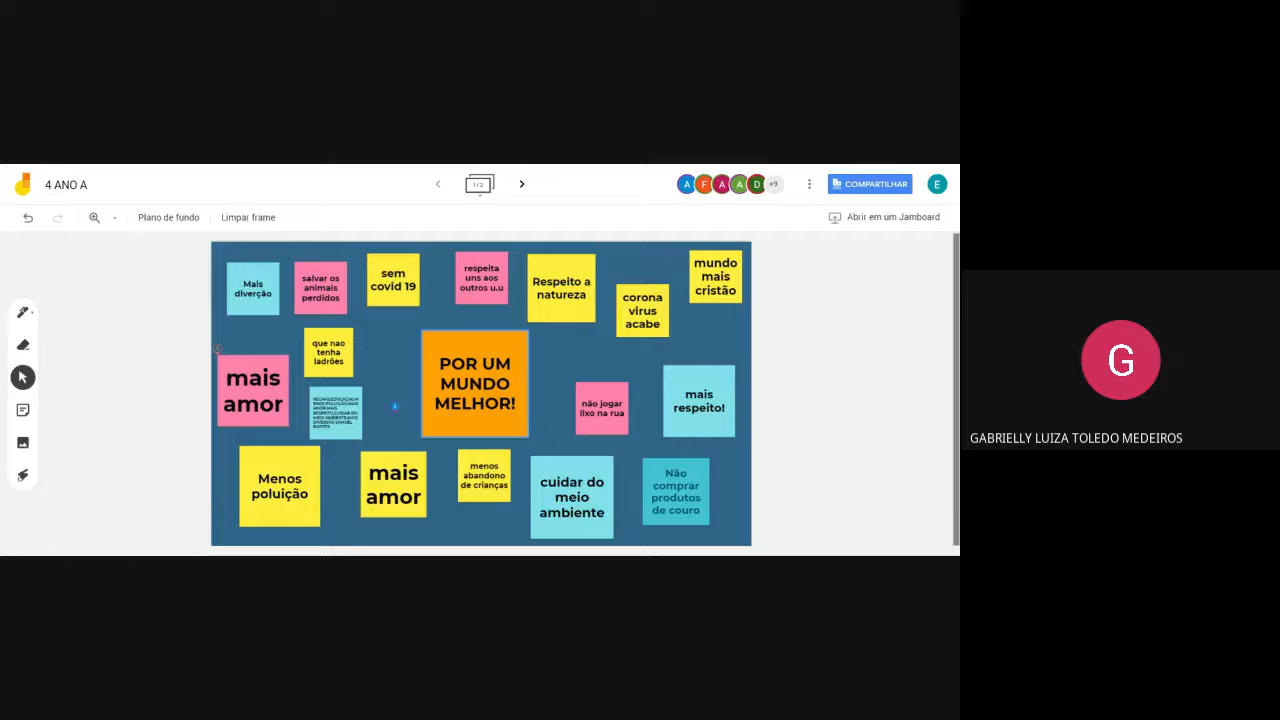 4 ANO A
1/2
A F A A D +9
COMPARTILHAR
E
Plano de fundo
Limpar frame
Abrir em um Jamboard
Mais
diverção
salvar os
animais
perdidos
sem
covid 19
respeita
uns aos
outros u.u
Respeito a
natureza
corona
virus
acabe
mundo
mais
cristão
que nao
tenha
ladrões
mais
amor
POR UM
MUNDO
MELHOR!
não jogar
lixo na rua
mais
respeito!
Menos
poluição
mais
amor
menos
abandono
de crianças
cuidar do
meio
ambiente
Não
comprar
produtos
de couro
G
GABRIELLY LUIZA TOLEDO MEDEIROS